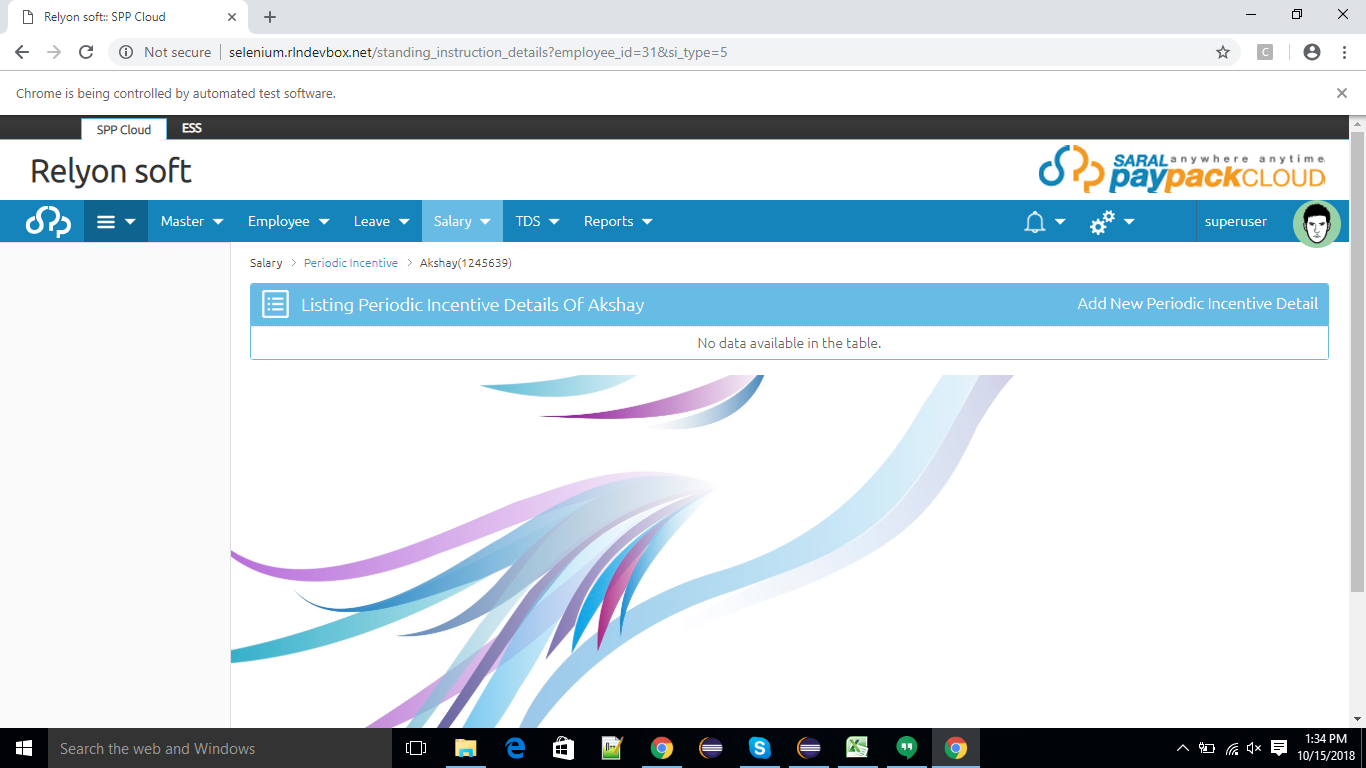 Relyon soft:: SPP Cloud
Not secure | selenium.rlndevbox.net/standing_instruction_details?employee_id=31&si_type=5
C
Chrome is being controlled by automated test software.
SPP Cloud ESS
Relyon soft
SARAL anywhere anytime
paypackCLOUD
Master Employee Leave Salary TDS Reports superuser
Salary > Periodic Incentive > Akshay(1245639)
Listing Periodic Incentive Details Of Akshay Add New Periodic Incentive Detail
No data available in the table.
Search the web and Windows
1:34 PM
10/15/2018